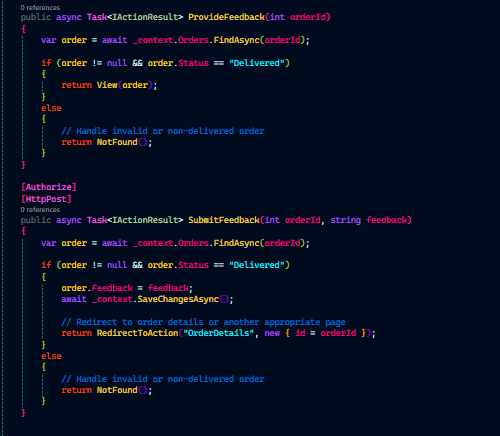 0 references
public async Task<IActionResult> ProvideFeedback(int orderId)
{
    var order = await _context.Orders.FindAsync(orderId);

    if (order != null && order.Status == "Delivered")
    {
        return View(order);
    }
    else
    {
        // Handle invalid or non-delivered order
        return NotFound();
    }
}

[Authorize]
[HttpPost]
0 references
public async Task<IActionResult> SubmitFeedback(int orderId, string feedback)
{
    var order = await _context.Orders.FindAsync(orderId);

    if (order != null && order.Status == "Delivered")
    {
        order.Feedback = feedback;
        await _context.SaveChangesAsync();

        // Redirect to order details or another appropriate page
        return RedirectToAction("OrderDetails", new { id = orderId });
    }
    else
    {
        // Handle invalid or non-delivered order
        return NotFound();
    }
}